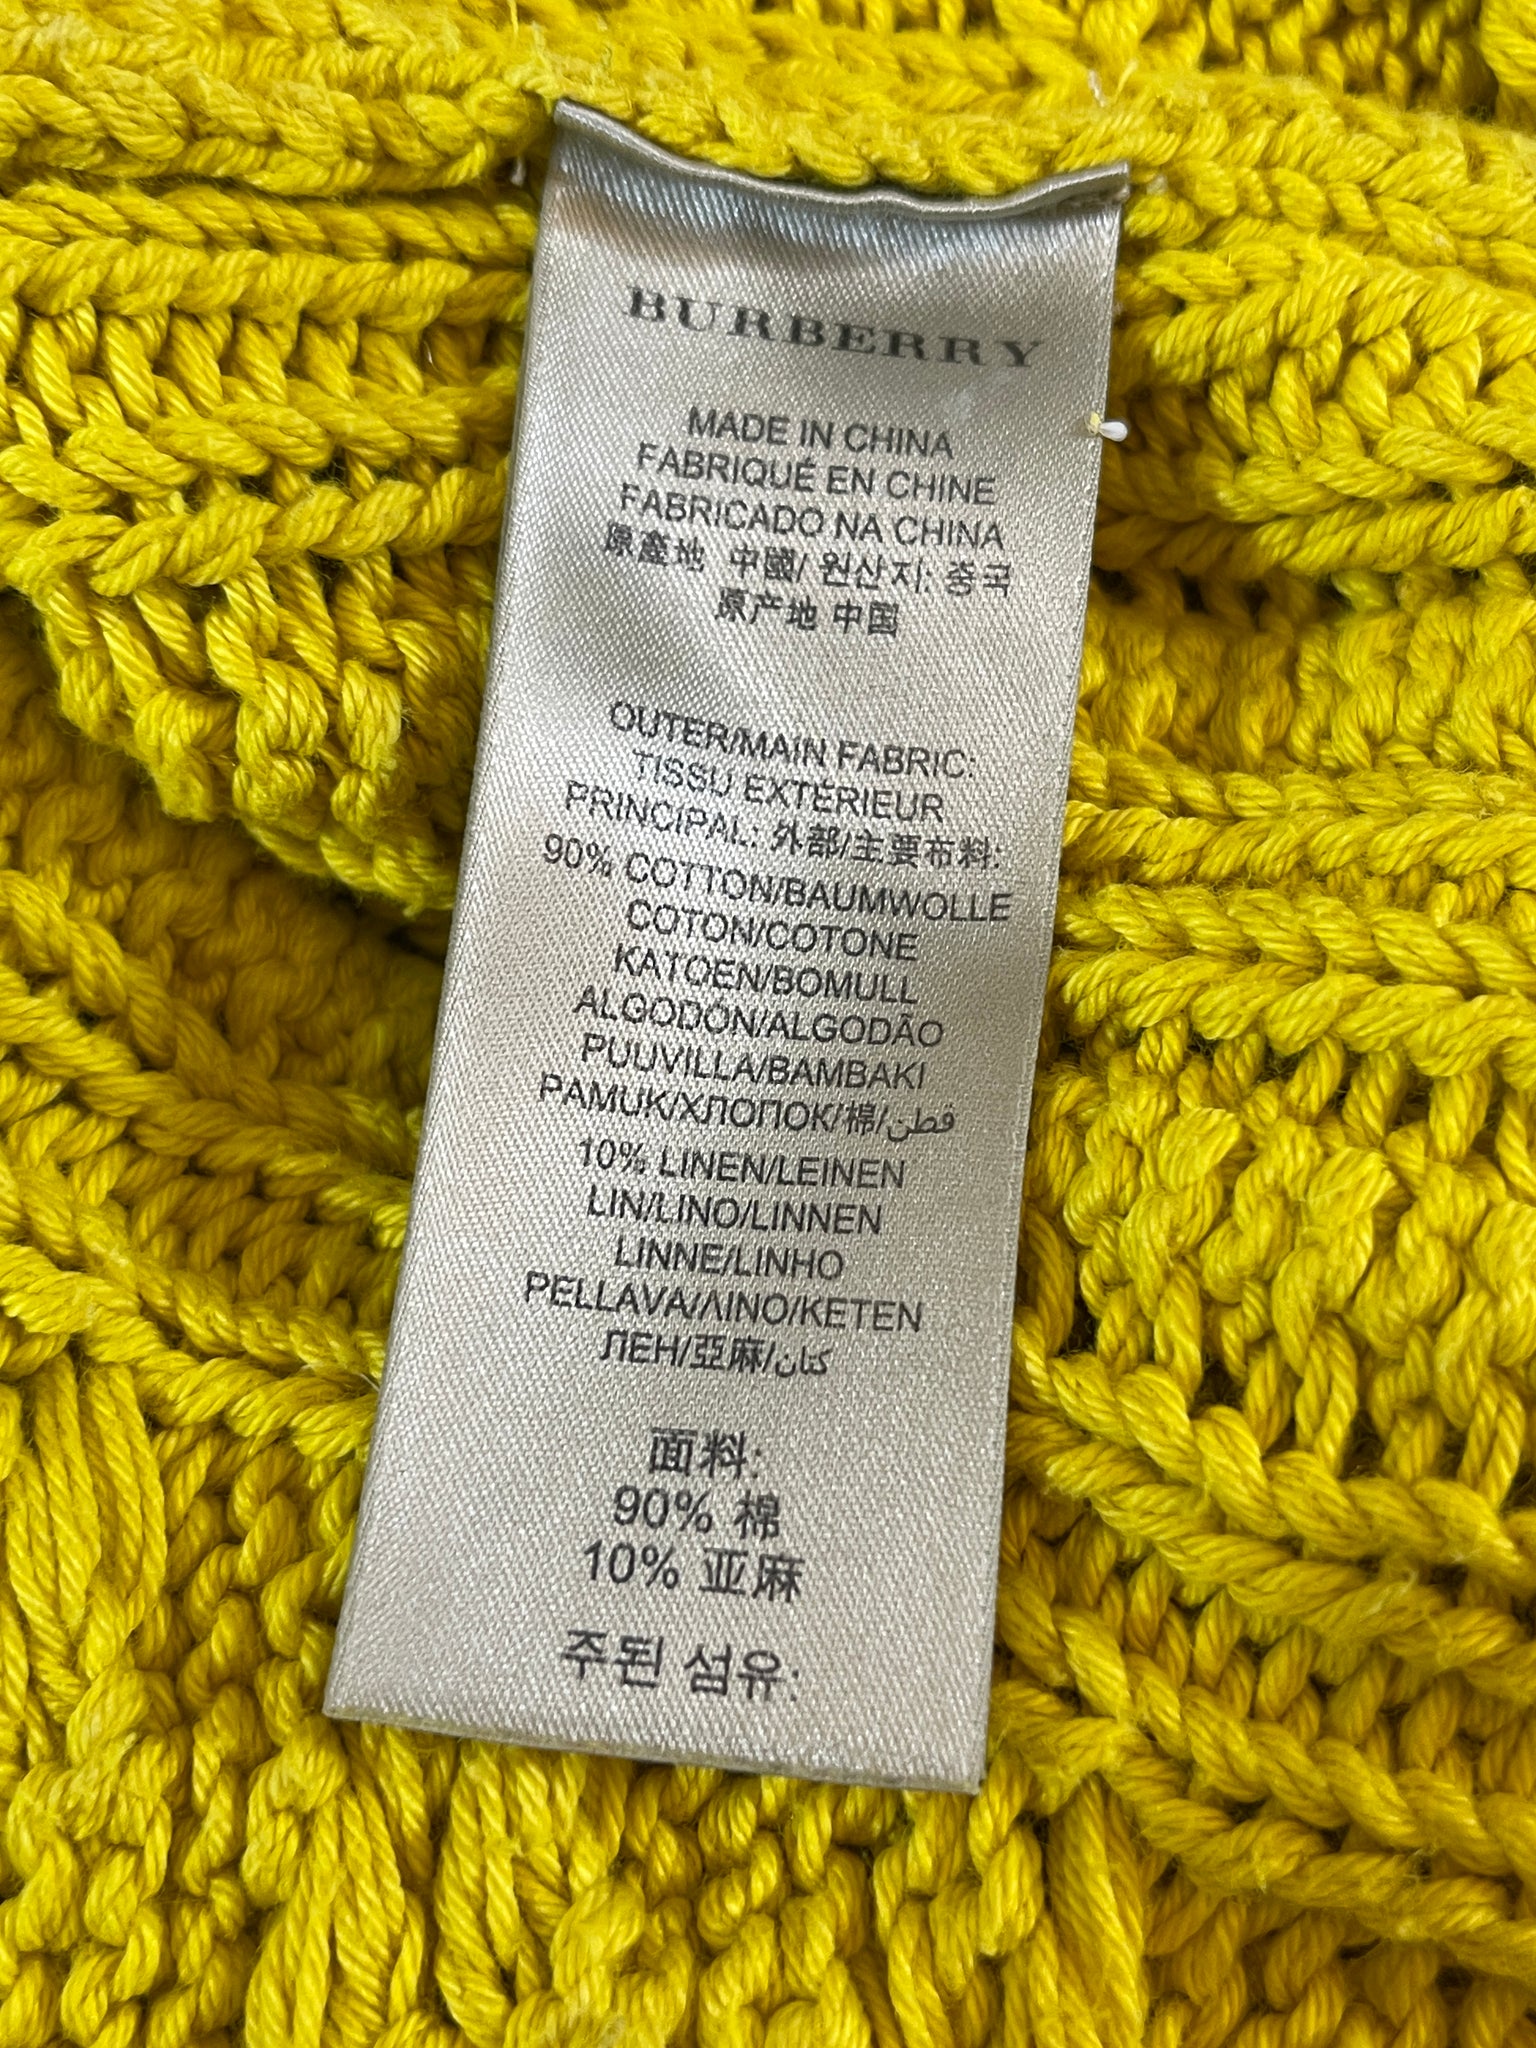 BURBERRY
MADE IN CHINA
FABRIQUÉ EN CHINE
FABRICADO NA CHINA
原產地 中國/ 원산지: 중국
原产地 中国
OUTER/MAIN FABRIC:
TISSU EXTÉRIEUR
PRINCIPAL: 外部/主要布料:
90% COTTON/BAUMWOLLE
COTON/COTONE
KATOEN/BOMULL
ALGODÓN/ALGODÃO
PUUVILLA/BAMBAKI
PAMUK/ХЛОПОК/棉/قطن
10% LINEN/LEINEN
LIN/LINO/LINNEN
LINNE/LINHO
PELLAVA/ΛINO/KETEN
ЛЕН/亞麻/كتان
面料:
90% 棉
10% 亚麻
주된 섬유: